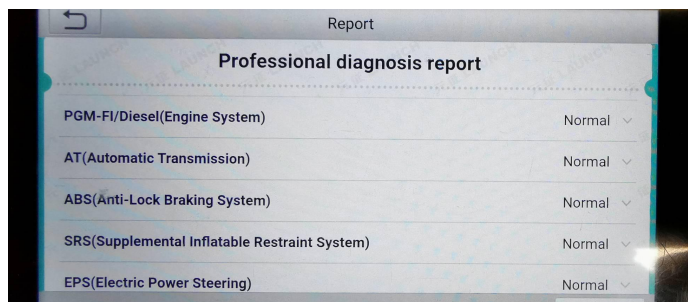 Report
Professional diagnosis report
PGM-FI/Diesel(Engine System) Normal
AT(Automatic Transmission) Normal
ABS(Anti-Lock Braking System) Normal
SRS(Supplemental Inflatable Restraint System) Normal
EPS(Electric Power Steering) Normal